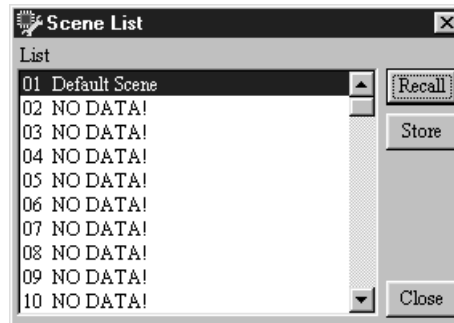 Scene List
List
01 Default Scene
02 NO DATA!
03 NO DATA!
04 NO DATA!
05 NO DATA!
06 NO DATA!
07 NO DATA!
08 NO DATA!
09 NO DATA!
10 NO DATA!
Recall
Store
Close